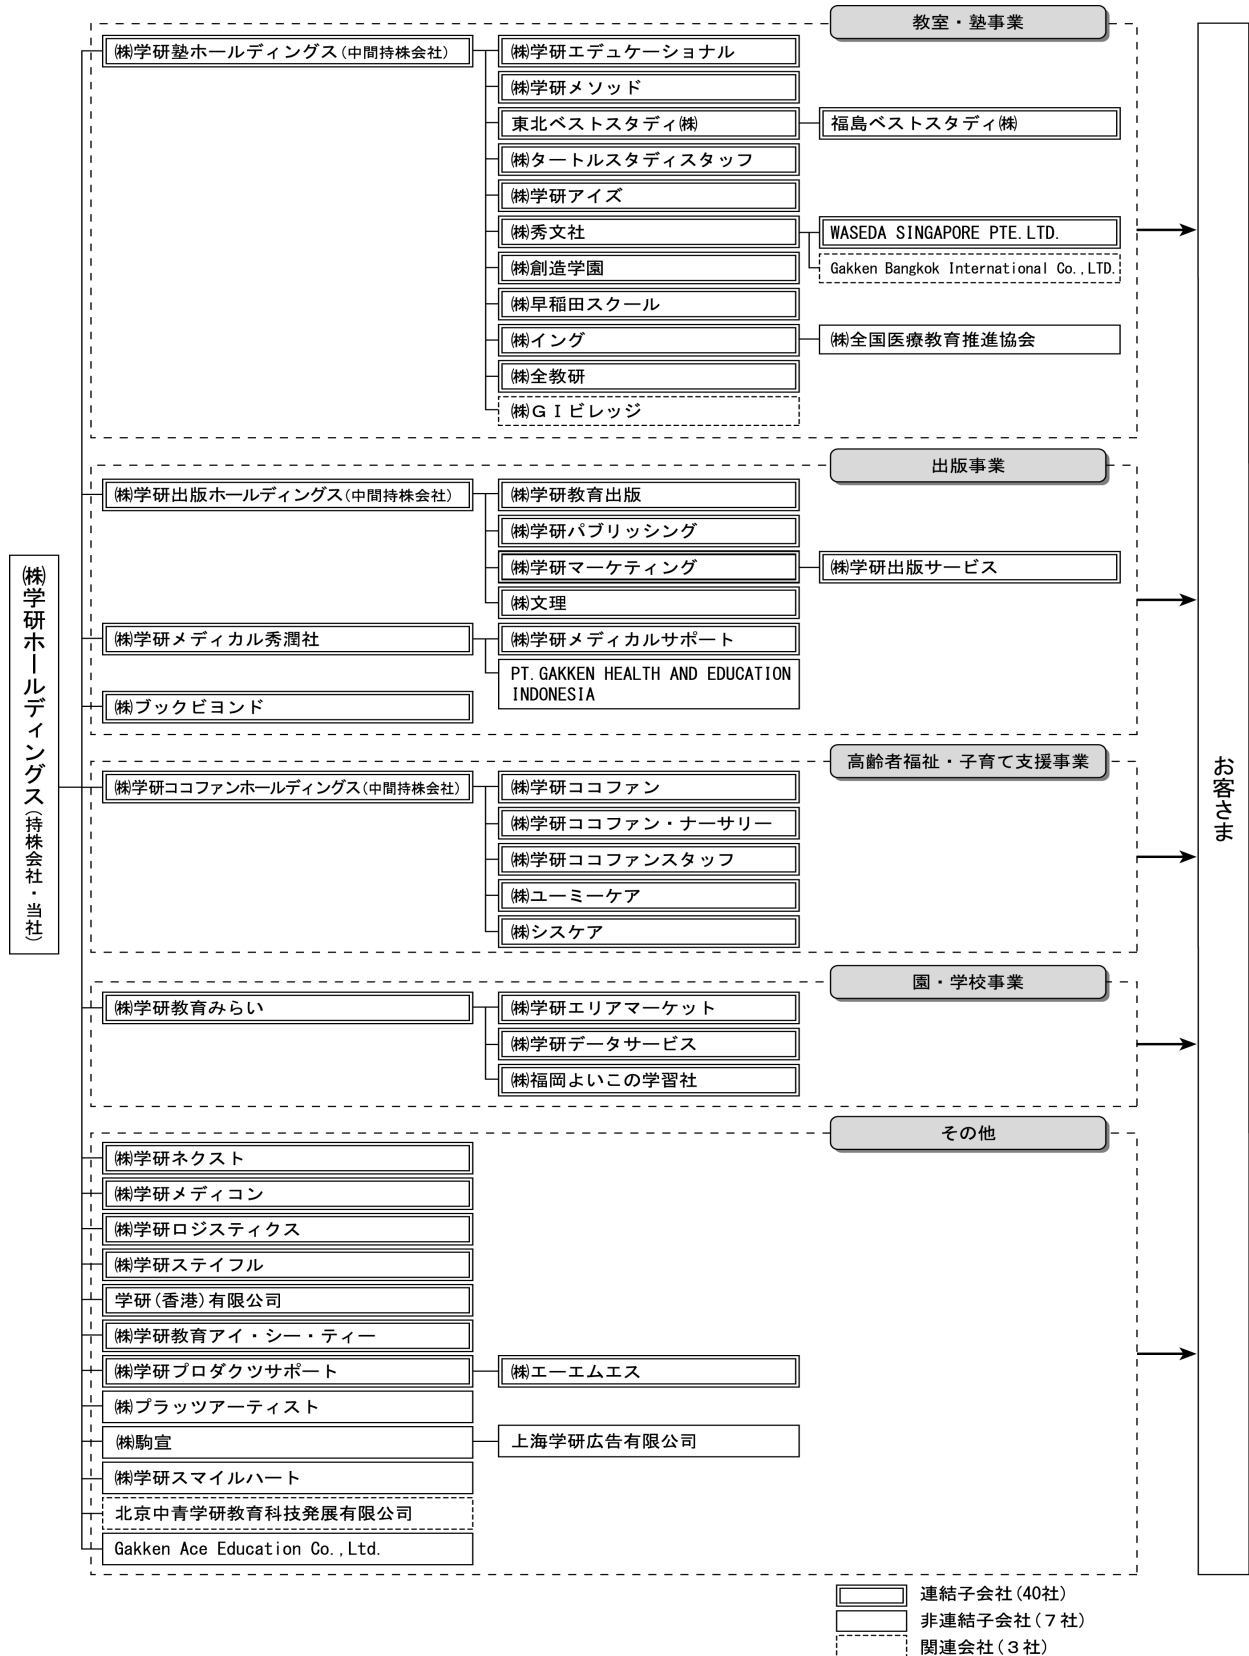 教室・塾事業
㈱学研塾ホールディングス(中間持株会社)
㈱学研エデュケーショナル
㈱学研メソッド
東北ベストスタディ㈱
福島ベストスタディ㈱
㈱タートルスタディスタッフ
㈱学研アイズ
㈱秀文社
WASEDA SINGAPORE PTE.LTD.
Gakken Bangkok International Co.,LTD.
㈱創造学園
㈱早稲田スクール
㈱イング
㈱全国医療教育推進協会
㈱全教研
㈱ＧＩビレッジ
出版事業
㈱学研出版ホールディングス(中間持株会社)
㈱学研教育出版
㈱学研パブリッシング
㈱学研マーケティング
㈱学研出版サービス
㈱文理
㈱学研メディカル秀潤社
㈱学研メディカルサポート
PT.GAKKEN HEALTH AND EDUCATION
INDONESIA
㈱ブックビヨンド
㈱学研ホールディングス(持株会社・当社)
高齢者福祉・子育て支援事業
㈱学研ココファンホールディングス(中間持株会社)
㈱学研ココファン
㈱学研ココファン・ナーサリー
㈱学研ココファンスタッフ
㈱ユーミーケア
㈱シスケア
お客さま
園・学校事業
㈱学研教育みらい
㈱学研エリアマーケット
㈱学研データサービス
㈱福岡よいこの学習社
その他
㈱学研ネクスト
㈱学研メディコン
㈱学研ロジスティクス
㈱学研ステイフル
学研(香港)有限公司
㈱学研教育アイ・シー・ティー
㈱学研プロダクツサポート
㈱エーエムエス
㈱プラッツアーティスト
㈱駒宣
上海学研広告有限公司
㈱学研スマイルハート
北京中青学研教育科技発展有限公司
Gakken Ace Education Co.,Ltd.
連結子会社(40社)
非連結子会社(７社)
関連会社(３社)